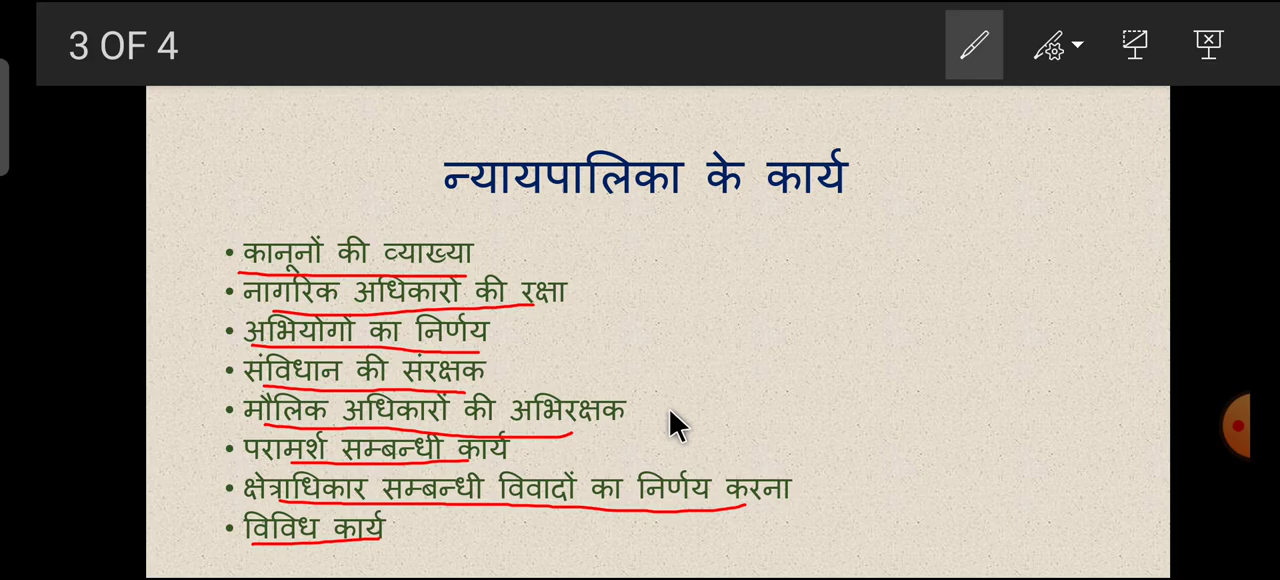 3 OF 4
न्यायपालिका के कार्य
• कानूनों की व्याख्या
• नागरिक अधिकारों की रक्षा
• अभियोगों का निर्णय
• संविधान की संरक्षक
• मौलिक अधिकारों की अभिरक्षक
• परामर्श सम्बन्धी कार्य
• क्षेत्राधिकार सम्बन्धी विवादों का निर्णय करना
• विविध कार्य